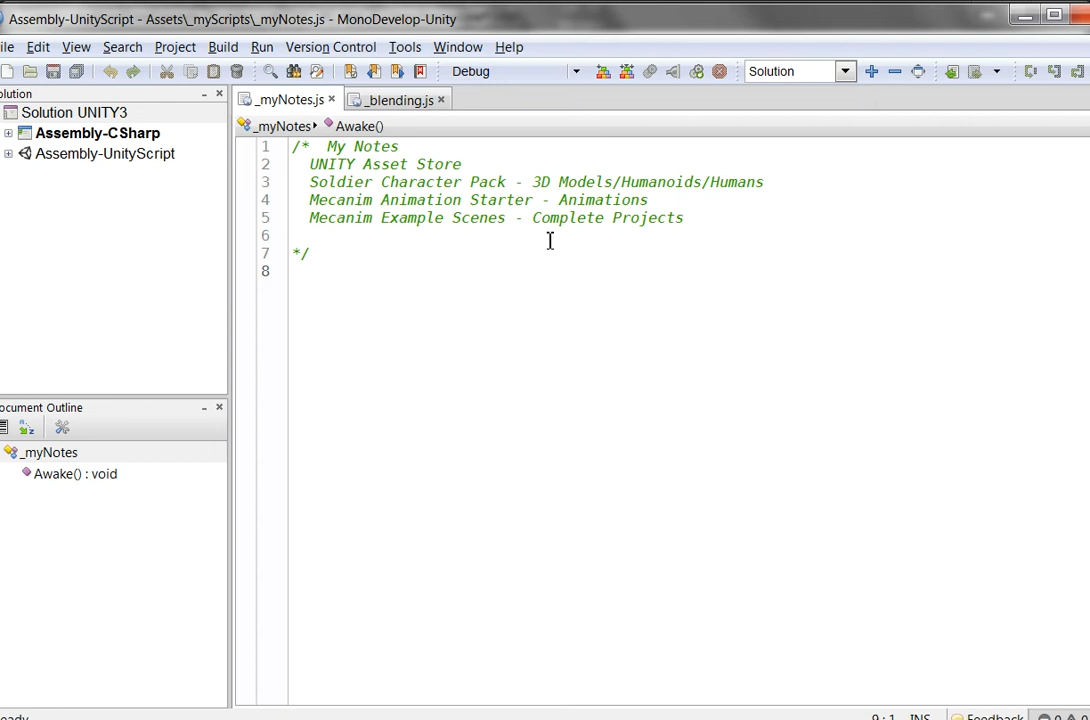 Assembly-UnityScript - Assets\_myScripts\_myNotes.js - MonoDevelop-Unity
ile Edit View Search Project Build Run Version Control Tools Window Help
Debug Solution
olution
_myNotes.js _blending.js
Solution UNITY3
_myNotes Awake()
Assembly-CSharp
Assembly-UnityScript
1 /* My Notes
2 UNITY Asset Store
3 Soldier Character Pack - 3D Models/Humanoids/Humans
4 Mecanim Animation Starter - Animations
5 Mecanim Example Scenes - Complete Projects
6
7 */
8
ocument Outline
_myNotes
Awake() : void
eady 9 : 1 INS Feedback 0 0